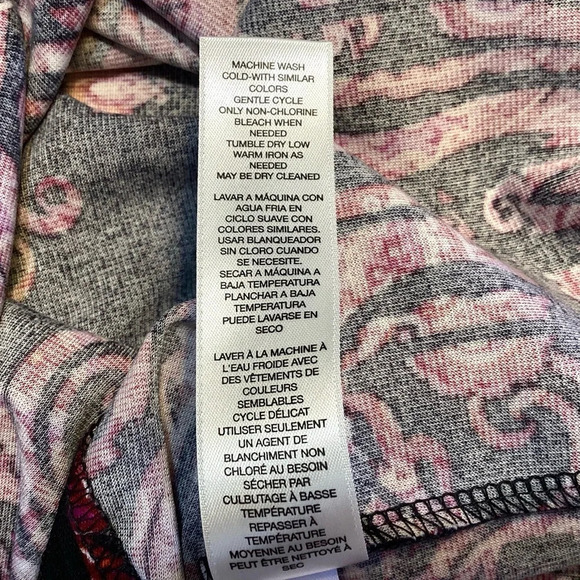 MACHINE WASH
COLD-WITH SIMILAR
COLORS
GENTLE CYCLE
ONLY NON-CHLORINE
BLEACH WHEN
NEEDED
TUMBLE DRY LOW
WARM IRON AS
NEEDED
MAY BE DRY CLEANED
LAVAR A MÁQUINA CON
AGUA FRIA EN
CICLO SUAVE CON
COLORES SIMILARES.
USAR BLANQUEADOR
SIN CLORO CUANDO
SE NECESITE.
SECAR A MÁQUINA A
BAJA TEMPERATURA
PLANCHAR A BAJA
TEMPERATURA
PUEDE LAVARSE EN
SECO
LAVER À LA MACHINE À
L'EAU FROIDE AVEC
DES VÊTEMENTS DE
COULEURS
SEMBLABLES
CYCLE DÉLICAT
UTILISER SEULEMENT
UN AGENT DE
BLANCHIMENT NON
CHLORÉ AU BESOIN
SÉCHER PAR
CULBUTAGE À BASSE
TEMPÉRATURE
REPASSER À
TEMPÉRATURE
MOYENNE AU BESOIN
PEUT ÊTRE NETTOYÉ À
SEC